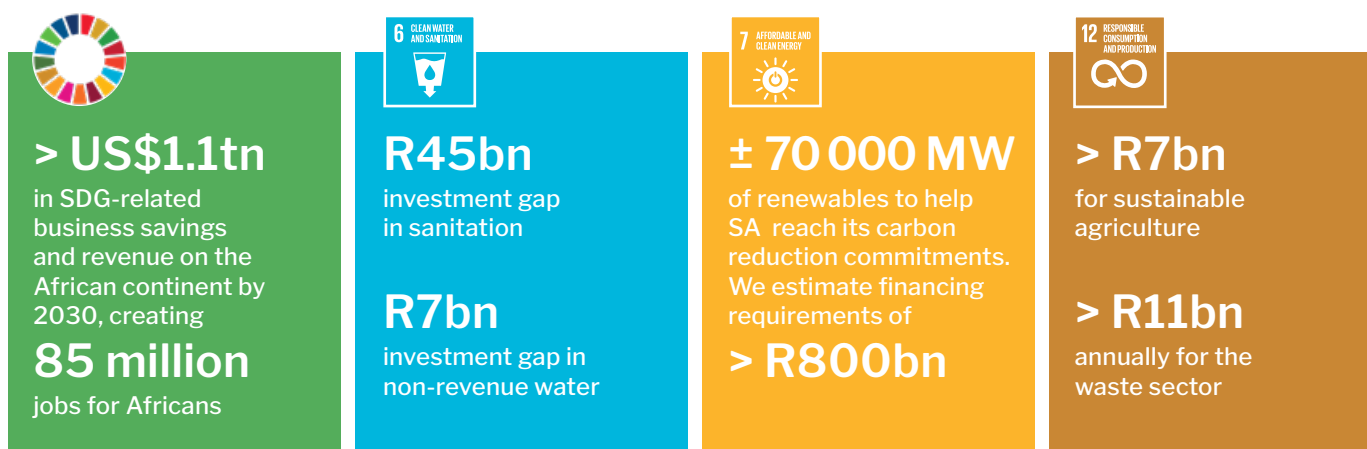 > US$1.1tn
in SDG-related
business savings
and revenue on the
African continent by
2030, creating
85 million
jobs for Africans
6 CLEAN WATER
AND SANITATION
R45bn
investment gap
in sanitation
R7bn
investment gap in
non-revenue water
7 AFFORDABLE AND
CLEAN ENERGY
± 70 000 MW
of renewables to help
SA reach its carbon
reduction commitments.
We estimate financing
requirements of
> R800bn
12 RESPONSIBLE
CONSUMPTION
AND PRODUCTION
> R7bn
for sustainable
agriculture
> R11bn
annually for the
waste sector